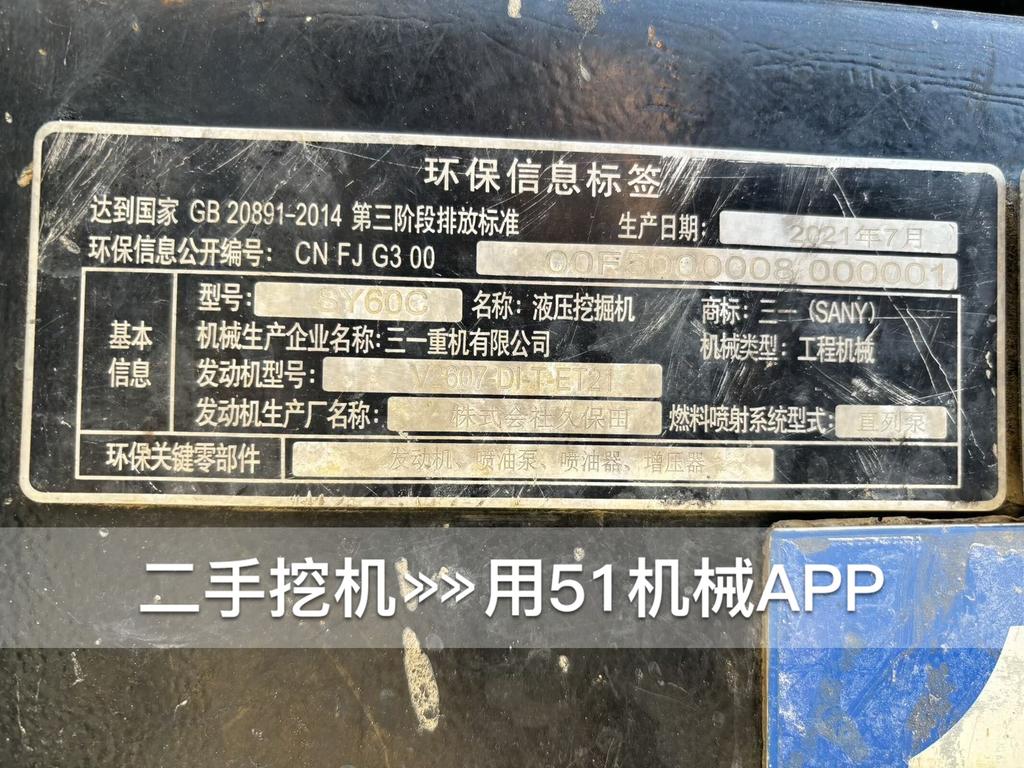 环保信息标签
达到国家 GB 20891-2014 第三阶段排放标准 生产日期: 2021年7月
环保信息公开编号: CN FJ G3 00 000008 000001
基本信息
型号: SY60C 名称: 液压挖掘机 商标: 三一 (SANY)
机械生产企业名称: 三一重机有限公司 机械类型: 工程机械
发动机型号: 607-DI-T-ET21
发动机生产厂名称: 株式会社久保田 燃料喷射系统型式: 直列泵
环保关键零部件 发动机、喷油泵、喷油器、增压器
二手挖机»»用51机械APP